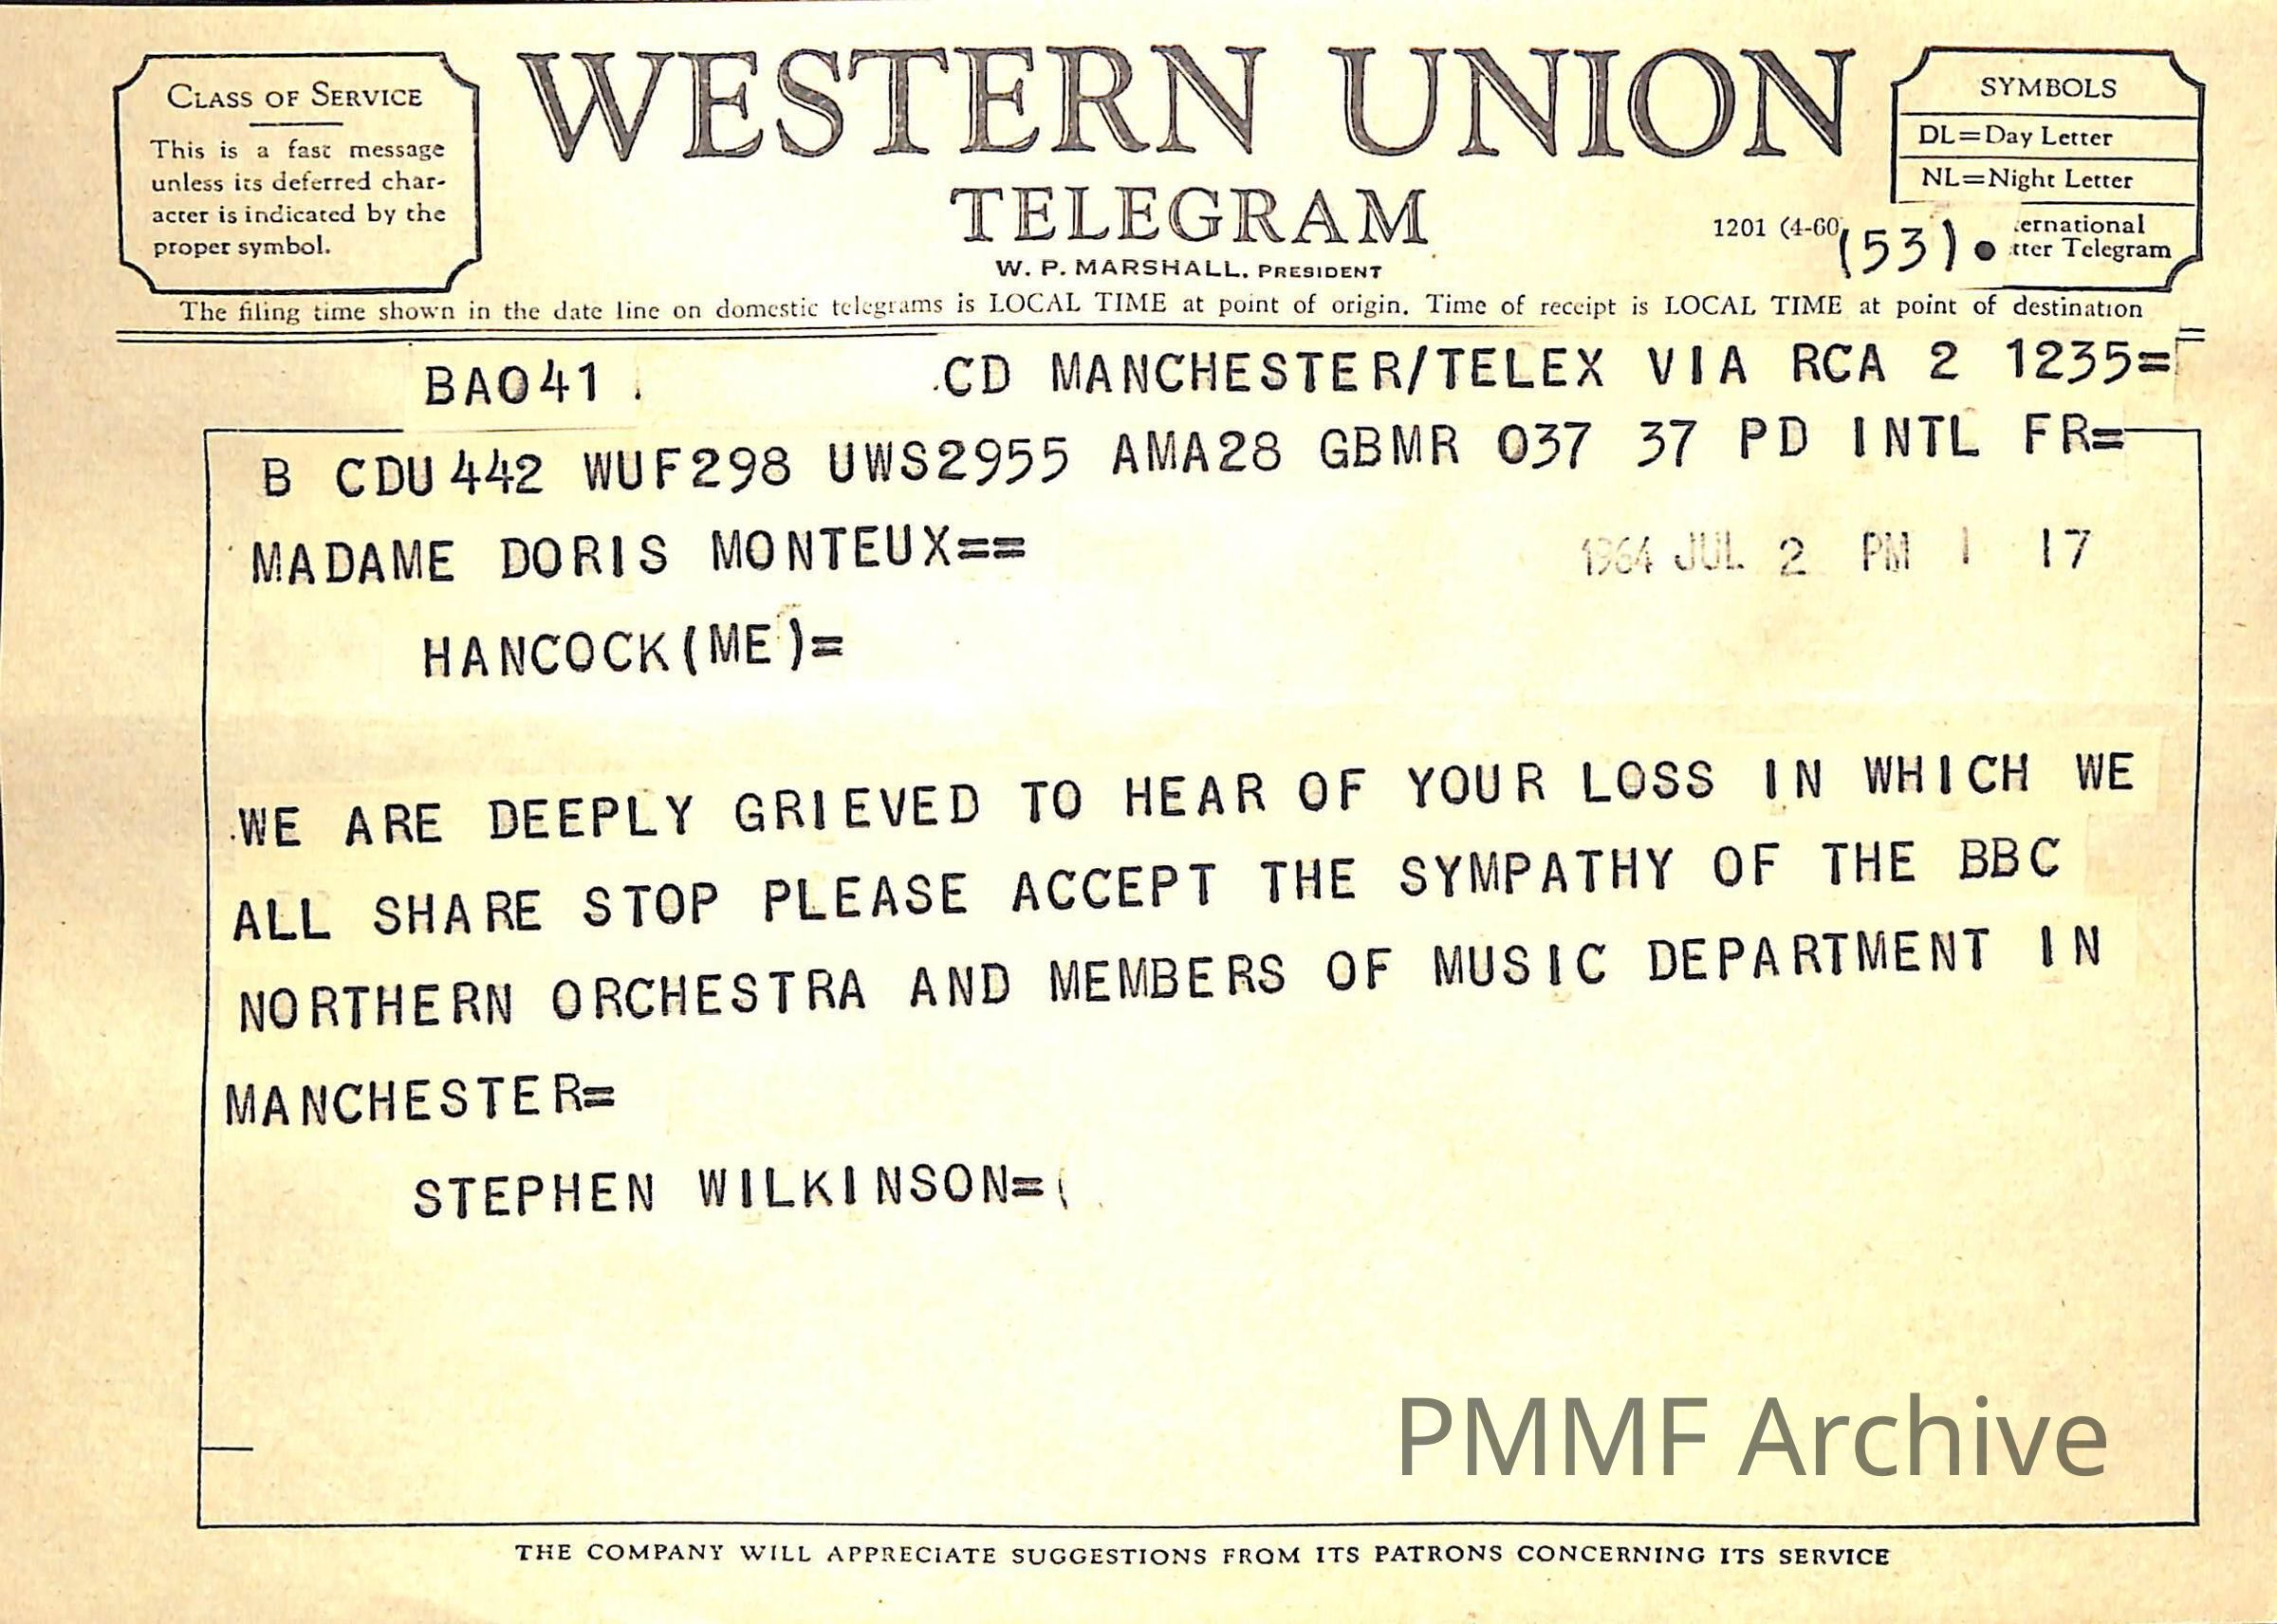 CLASS OF SERVICE
This is a fast message
unless its deferred char-
acter is indicated by the
proper symbol.
WESTERN UNION
TELEGRAM
W. P. MARSHALL, PRESIDENT
1201 (4-60
(53).
SYMBOLS
DL=Day Letter
NL=Night Letter
ernational
tter Telegram
The filing time shown in the date line on domestic telegrams is LOCAL TIME at point of origin. Time of receipt is LOCAL TIME at point of destination
BA041 CD MANCHESTER/TELEX VIA RCA 2 1235=
B CDU442 WUF298 UWS2955 AMA28 GBMR 037 37 PD INTL FR=
MADAME DORIS MONTEUX== 1964 JUL 2 PM 1 17
HANCOCK(ME)=
WE ARE DEEPLY GRIEVED TO HEAR OF YOUR LOSS IN WHICH WE
ALL SHARE STOP PLEASE ACCEPT THE SYMPATHY OF THE BBC
NORTHERN ORCHESTRA AND MEMBERS OF MUSIC DEPARTMENT IN
MANCHESTER=
STEPHEN WILKINSON=
PMMF Archive
THE COMPANY WILL APPRECIATE SUGGESTIONS FROM ITS PATRONS CONCERNING ITS SERVICE